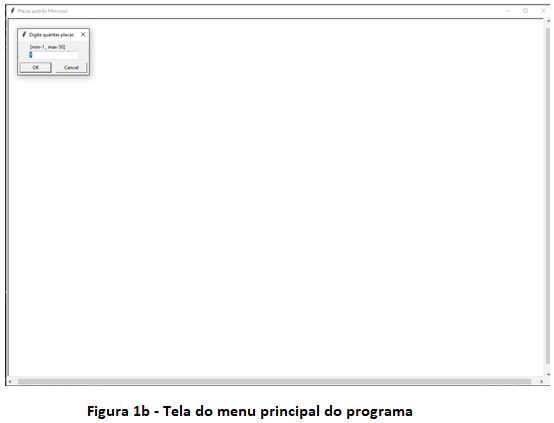 Placas padrão Mercosul
Digite quantas placas
[min-1, max-50]
OK Cancel
Figura 1b - Tela do menu principal do programa